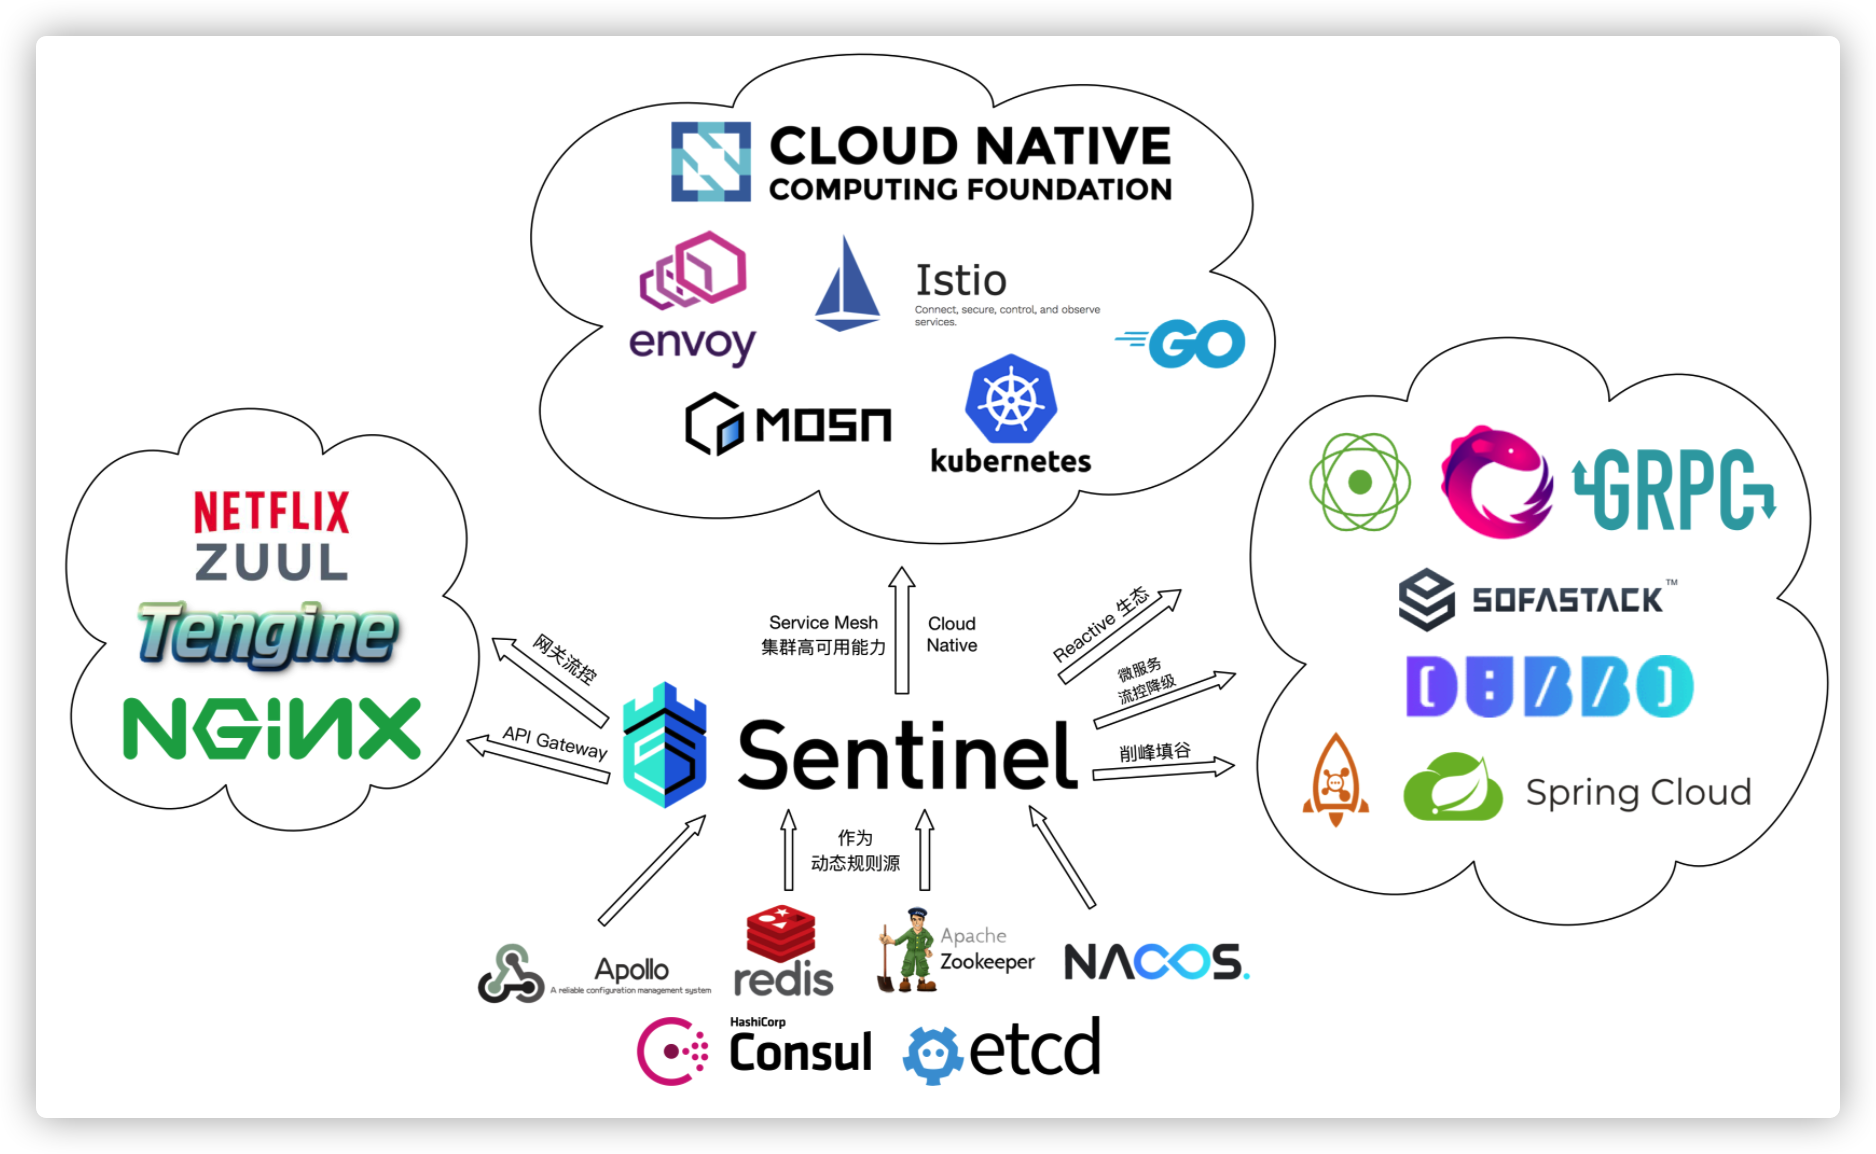 CLOUD NATIVE
COMPUTING FOUNDATION
envoy
Istio
Connect, secure, control, and observe
services.
GO
MOSN
kubernetes
NETFLIX
ZUUL
Tengine
NGINX
GRPC
SOFASTACK™
DUBBO
Spring Cloud
网关流控
API Gateway
Service Mesh
集群高可用能力
Cloud
Native
Reactive 生态
微服务
流控降级
削峰填谷
Sentinel
作为
动态规则源
Apollo
A reliable configuration management system
redis
Apache
Zookeeper
NACOS.
HashiCorp
Consul
etcd